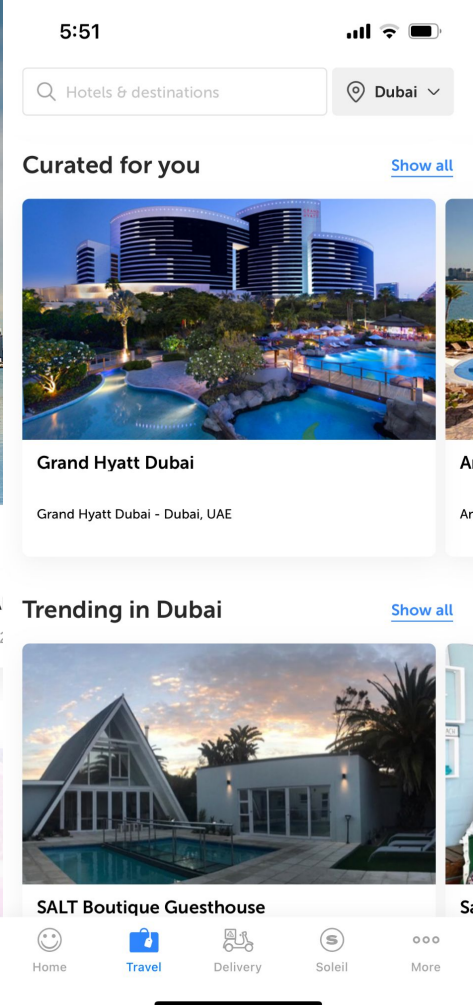 5:51
Hotels & destinations
Dubai
Curated for you
Show all
Grand Hyatt Dubai
Grand Hyatt Dubai - Dubai, UAE
Trending in Dubai
Show all
SALT Boutique Guesthouse
Home
Travel
Delivery
S
Soleil
More